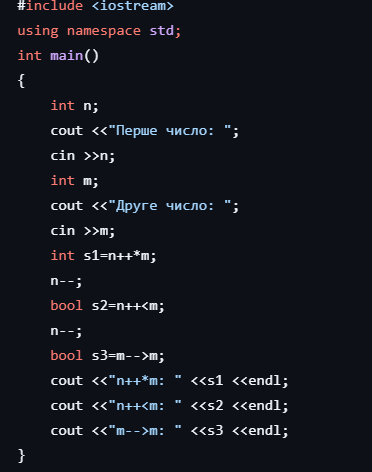 #include <iostream>
using namespace std;
int main()
{
    int n;
    cout <<"Перше число: ";
    cin >>n;
    int m;
    cout <<"Друге число: ";
    cin >>m;
    int s1=n++*m;
    n--;
    bool s2=n++<m;
    n--;
    bool s3=m-->m;
    cout <<"n++*m: " <<s1 <<endl;
    cout <<"n++<m: " <<s2 <<endl;
    cout <<"m-->m: " <<s3 <<endl;
}